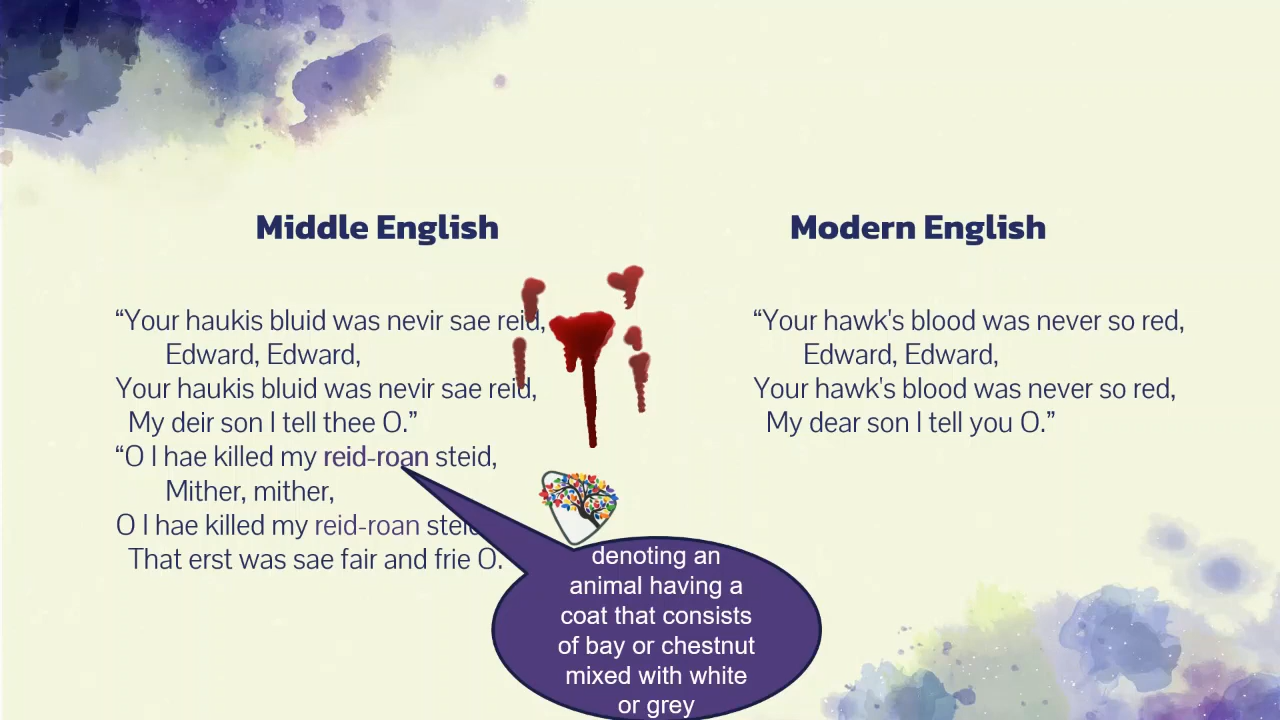 Middle English
“Your haukis bluid was nevir sae reid,
Edward, Edward,
Your haukis bluid was nevir sae reid,
My deir son I tell thee O.”
“O I hae killed my reid-roan steid,
Mither, mither,
O I hae killed my reid-roan steid
That erst was sae fair and frie O.
denoting an
animal having a
coat that consists
of bay or chestnut
mixed with white
or grey
Modern English
“Your hawk's blood was never so red,
Edward, Edward,
Your hawk's blood was never so red,
My dear son I tell you O.”